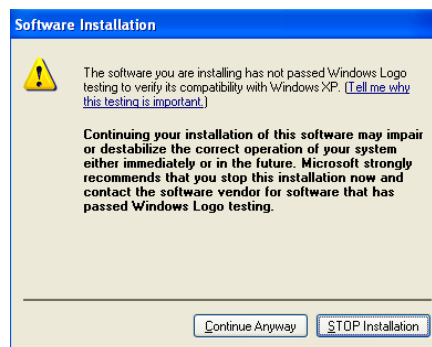 Software Installation
The software you are installing has not passed Windows Logo
testing to verify its compatibility with Windows XP. (Tell me why
this testing is important.)
Continuing your installation of this software may impair
or destabilize the correct operation of your system
either immediately or in the future. Microsoft strongly
recommends that you stop this installation now and
contact the software vendor for software that has
passed Windows Logo testing.
Continue Anyway STOP Installation